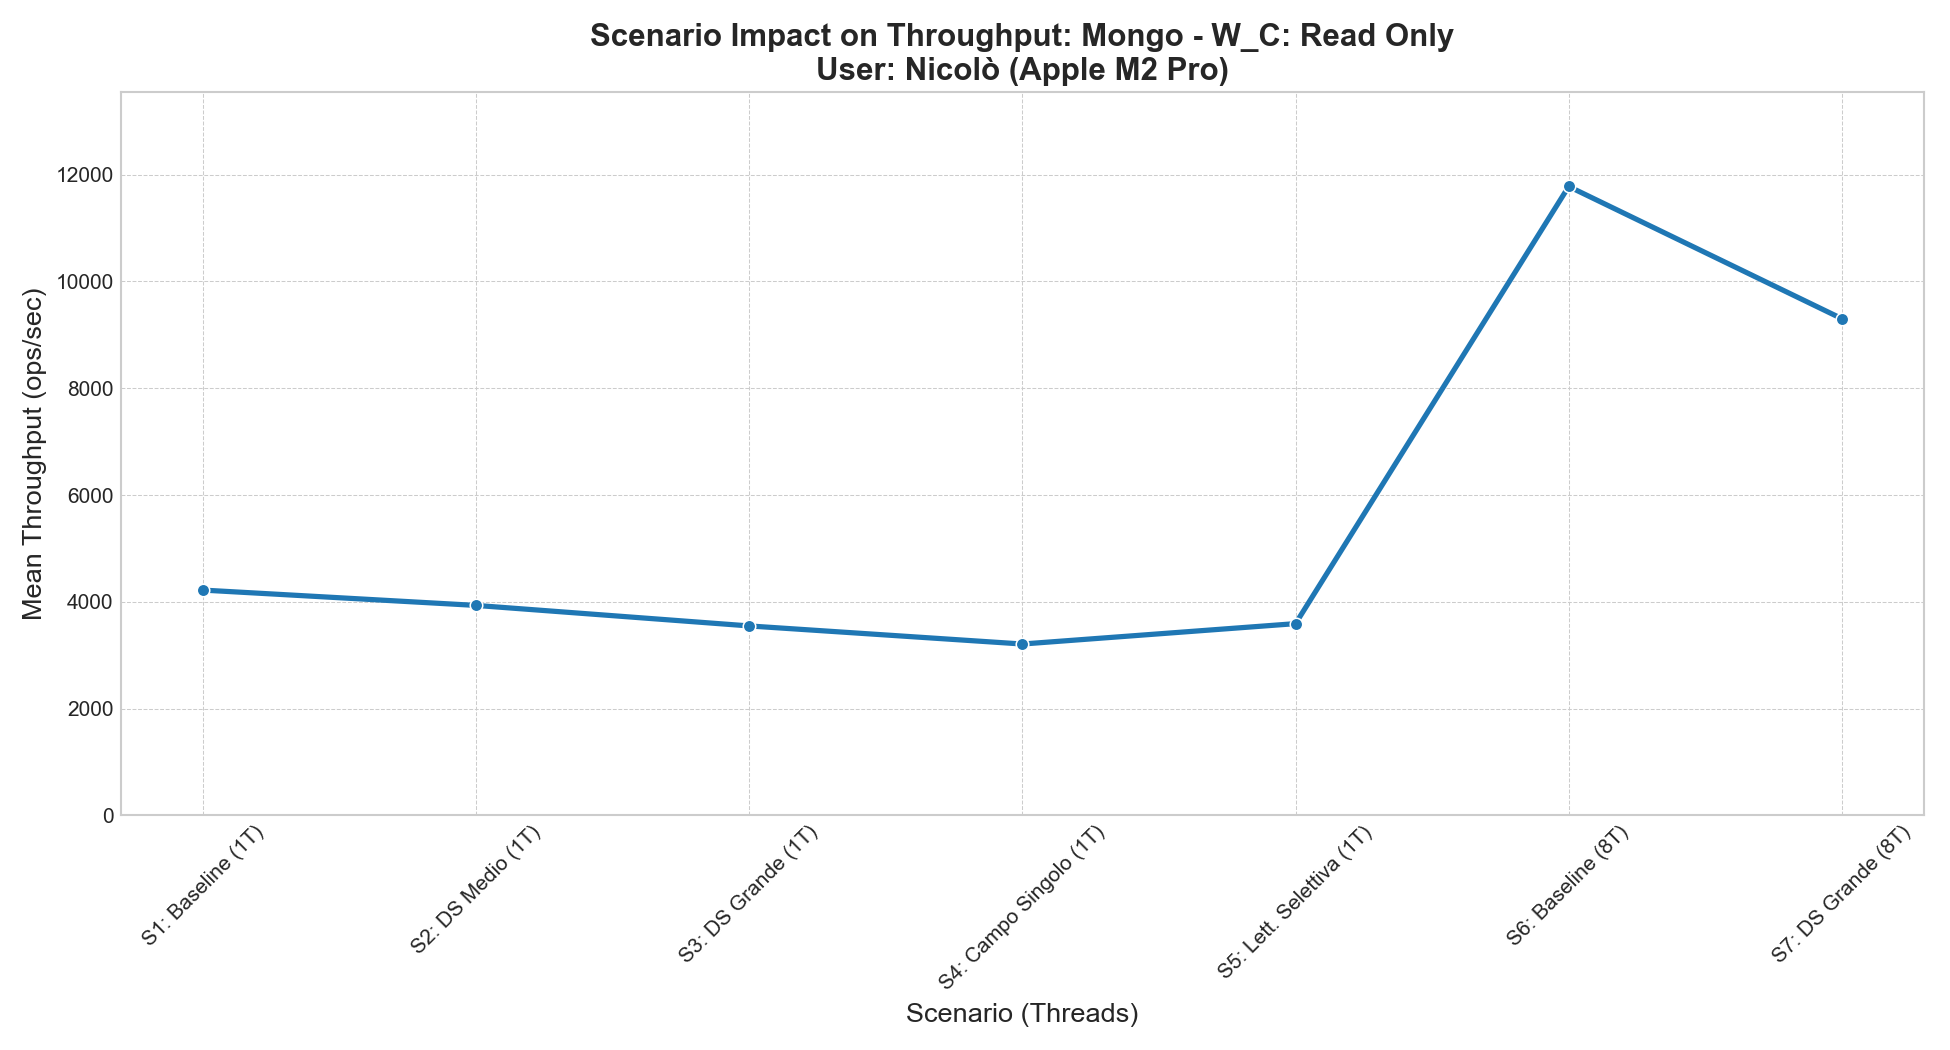 Scenario Impact on Throughput: Mongo - W_C: Read Only
User: Nicolò (Apple M2 Pro)
Mean Throughput (ops/sec)
12000
10000
8000
6000
4000
2000
0
S1: Baseline (1T)
S2: DS Medio (1T)
S3: DS Grande (1T)
S4: Campo Singolo (1T)
S5: Lett. Selettiva (1T)
S6: Baseline (8T)
S7: DS Grande (8T)
Scenario (Threads)